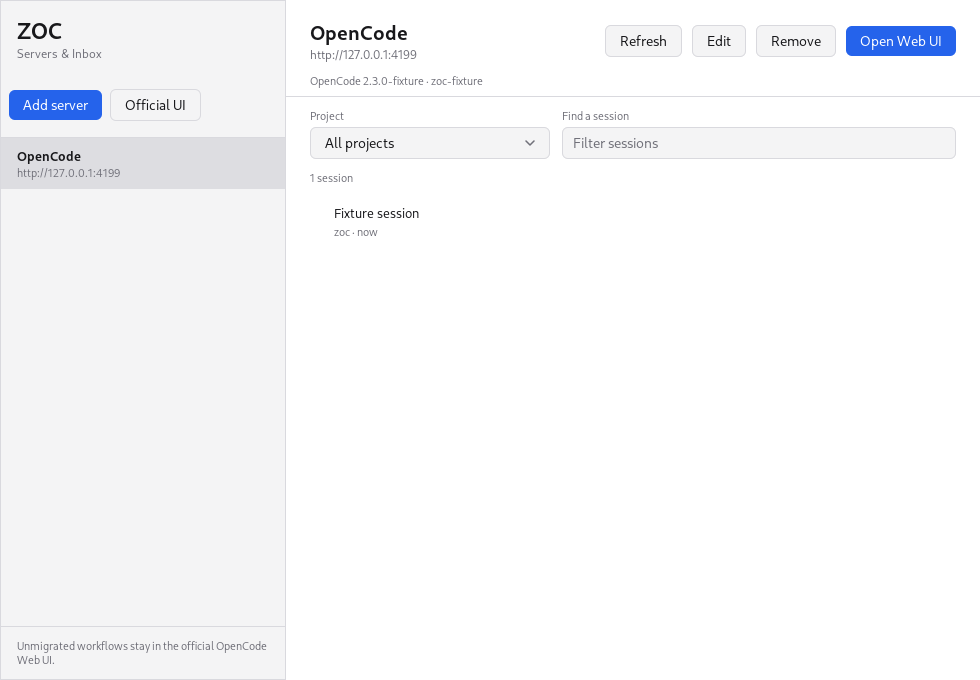 ZOC
Servers & Inbox
Add server
Official UI
OpenCode
http://127.0.0.1:4199
Unmigrated workflows stay in the official OpenCode
Web UI.
OpenCode
http://127.0.0.1:4199
OpenCode 2.3.0-fixture · zoc-fixture
Refresh
Edit
Remove
Open Web UI
Project
All projects
Find a session
Filter sessions
1 session
Fixture session
zoc · now